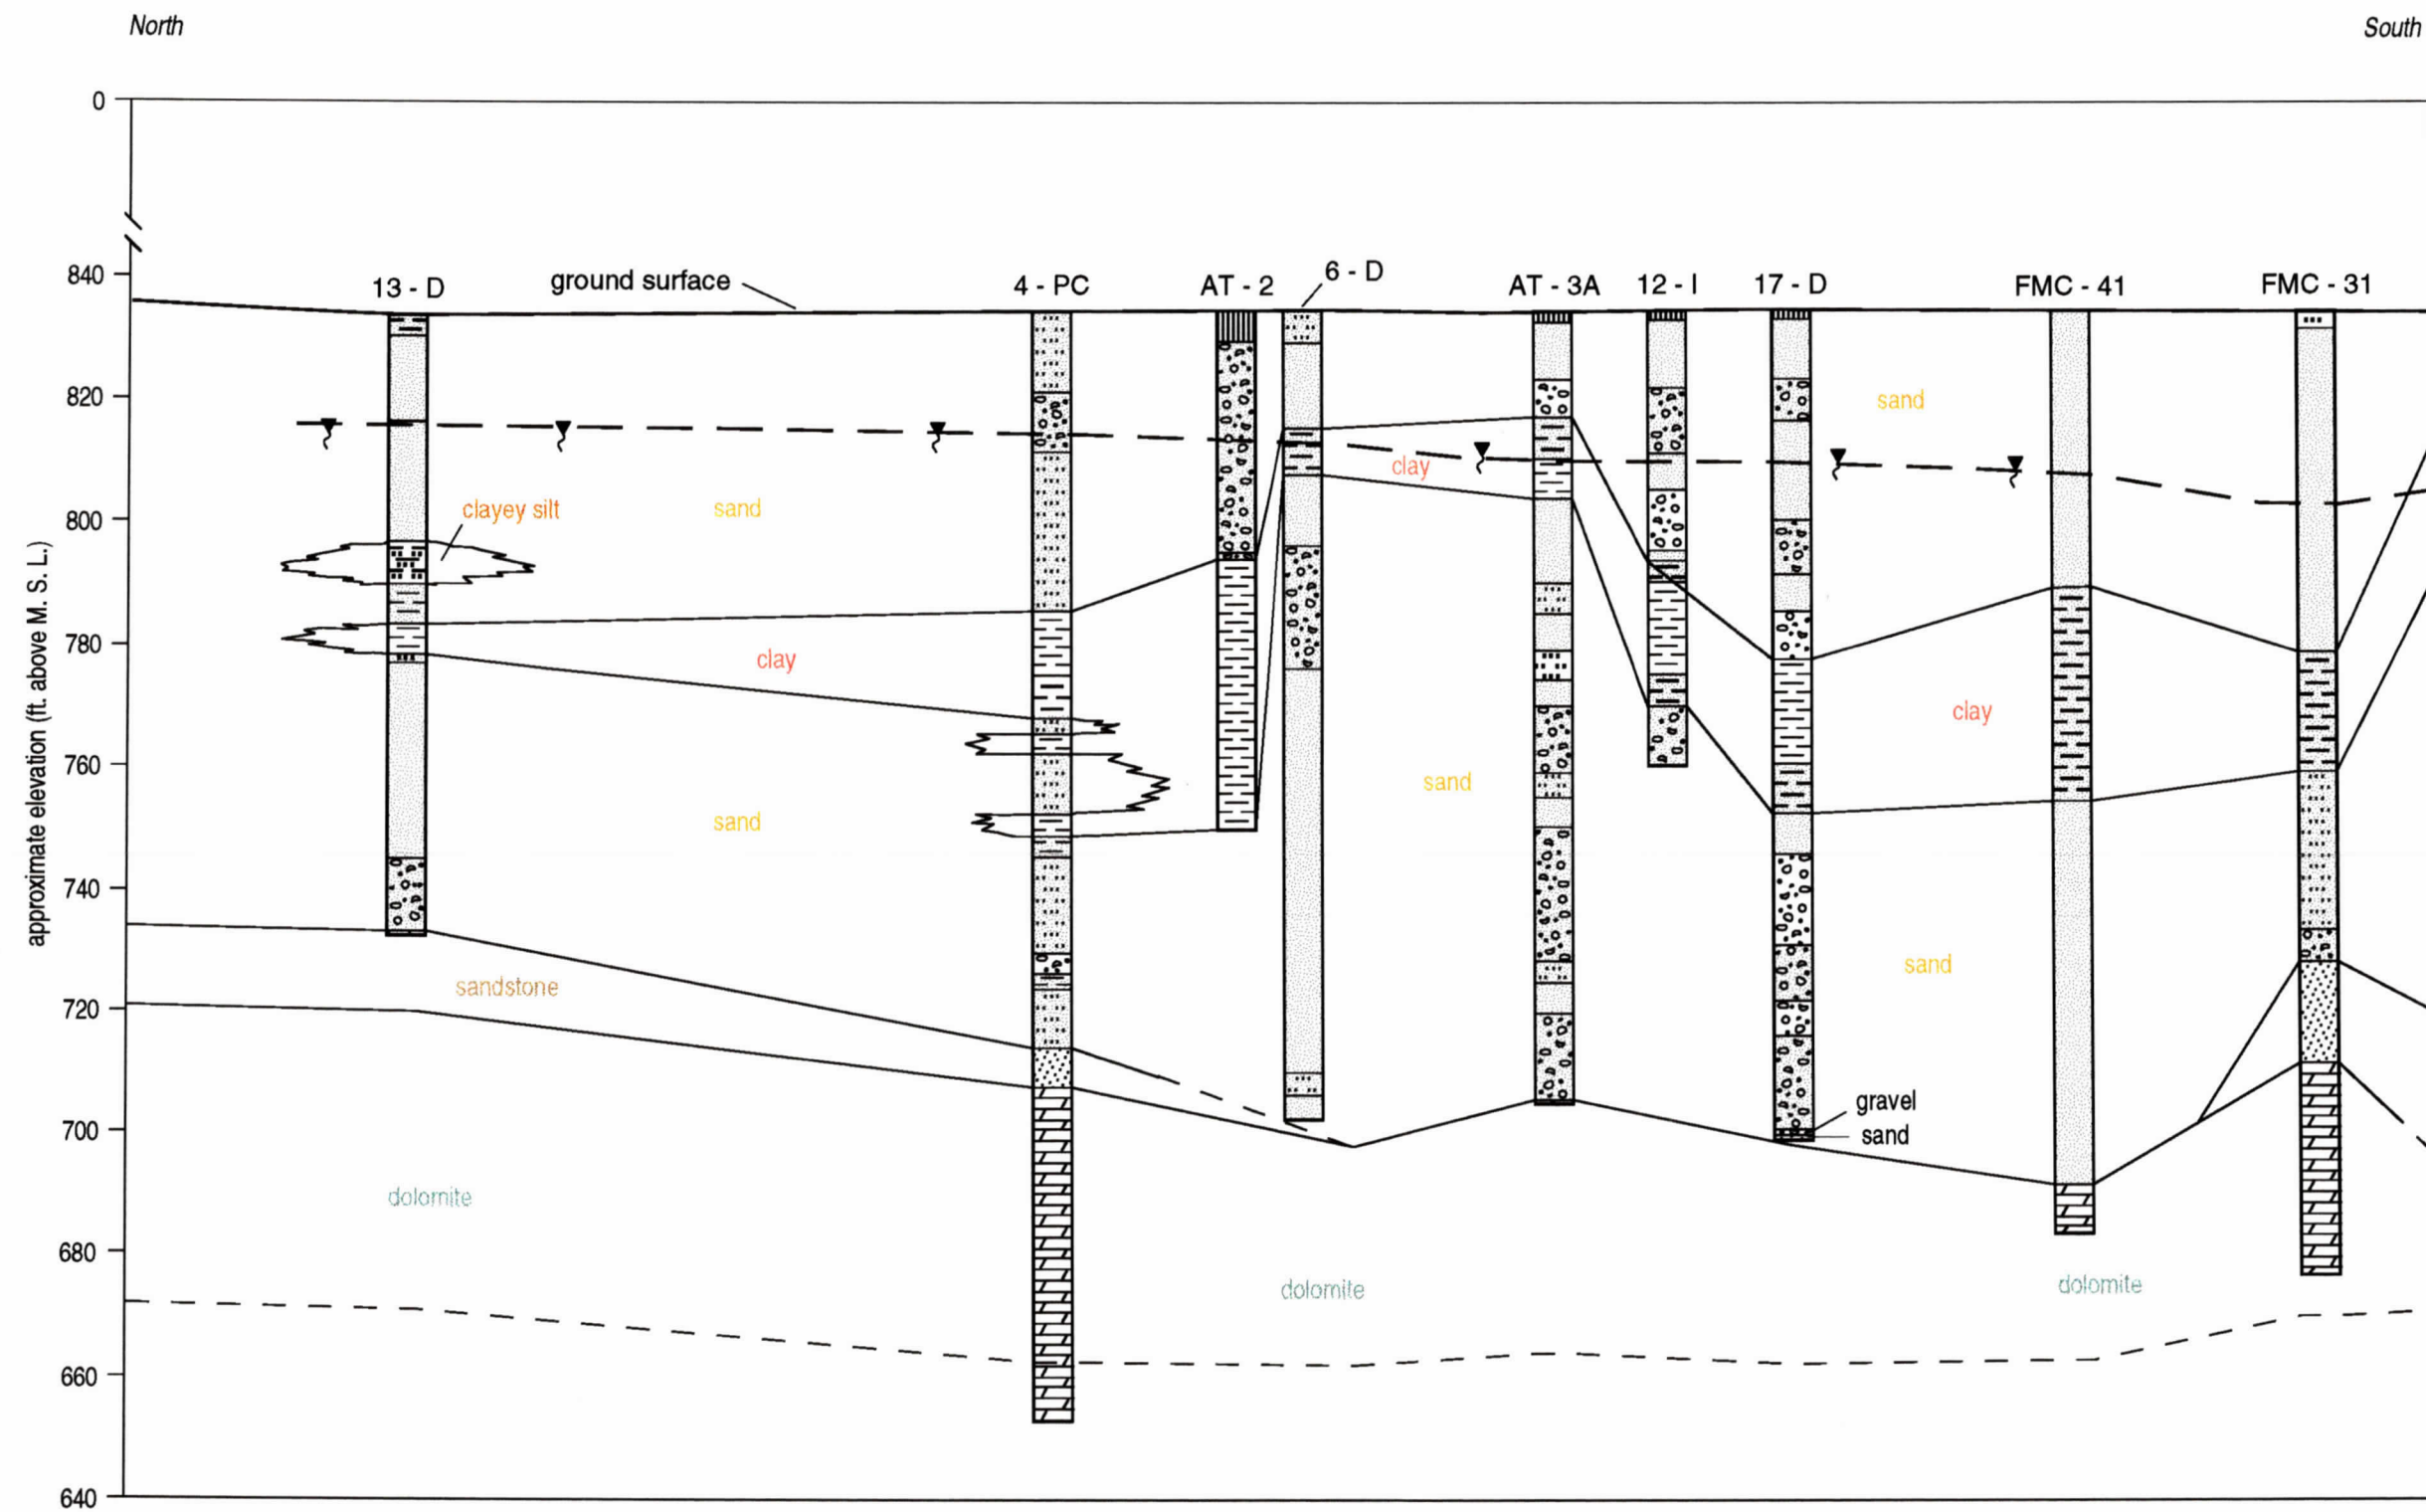 North
South
0
840
820
800
780
760
740
720
700
680
660
640
approximate elevation (ft. above M. S. L.)
13 - D
ground surface
4 - PC
AT - 2
6 - D
AT - 3A
12 - I
17 - D
FMC - 41
FMC - 31
sand
clay
clayey silt
sand
clay
clay
sand
sand
sand
sandstone
gravel
sand
dolomite
dolomite
dolomite